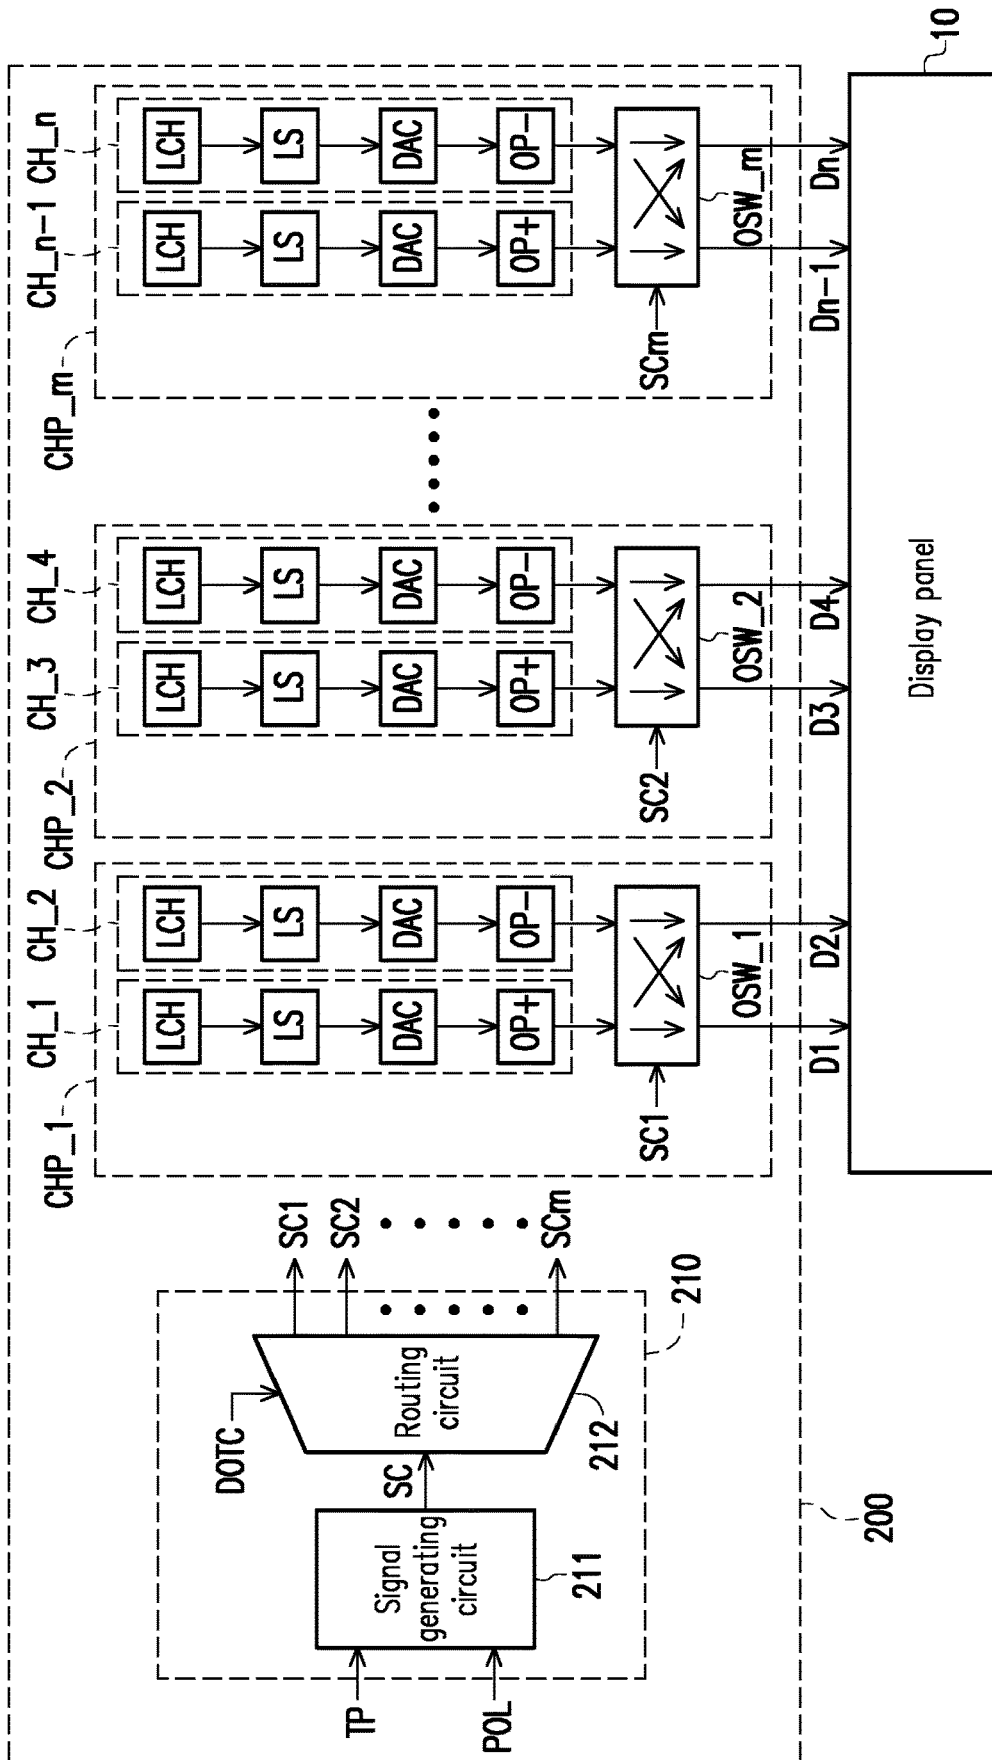 CHP_1
CH_1
CH_2
CHP_2
CH_3
CH_4
CHP_m
CH_n-1
CH_n
LCH
LCH
LCH
LCH
LCH
LCH
LS
LS
LS
LS
LS
LS
DAC
DAC
DAC
DAC
DAC
DAC
OP+
OP-
OP+
OP-
OP+
OP-
SC1
OSW_1
SC2
OSW_2
SCm
OSW_m
D1
D2
D3
D4
Dn-1
Dn
Display panel
10
TP
POL
Signal
generating
circuit
211
SC
DOTC
Routing
circuit
212
SC1
SC2
SCm
210
200